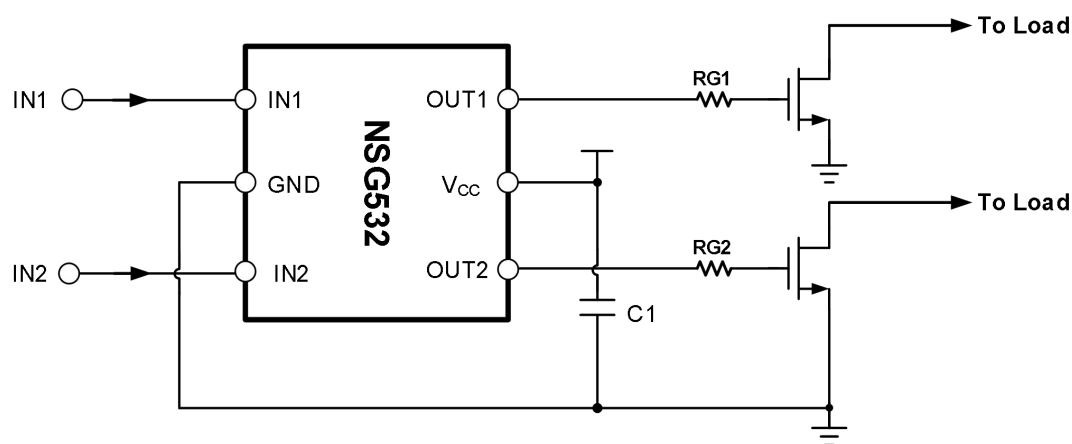 To Load
RG1
IN1
IN1
OUT1
NSG532
GND
VCC
To Load
RG2
IN2
IN2
OUT2
C1